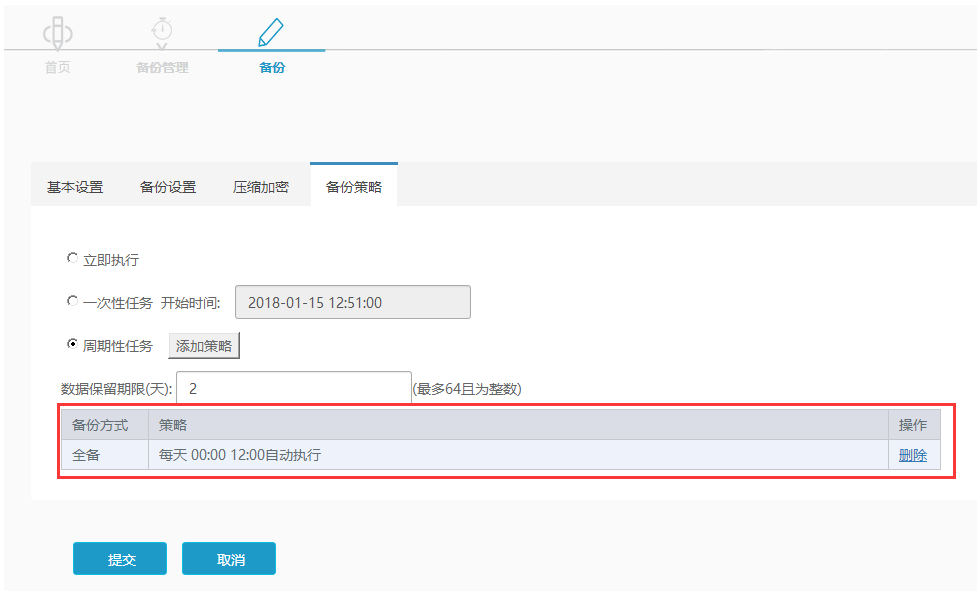 首页 备份管理 备份
基本设置 备份设置 压缩加密 备份策略
立即执行
一次性任务 开始时间: 2018-01-15 12:51:00
周期性任务 添加策略
数据保留期限(天): 2 (最多64且为整数)
备份方式 策略 操作
全备 每天 00:00 12:00自动执行 删除
提交 取消